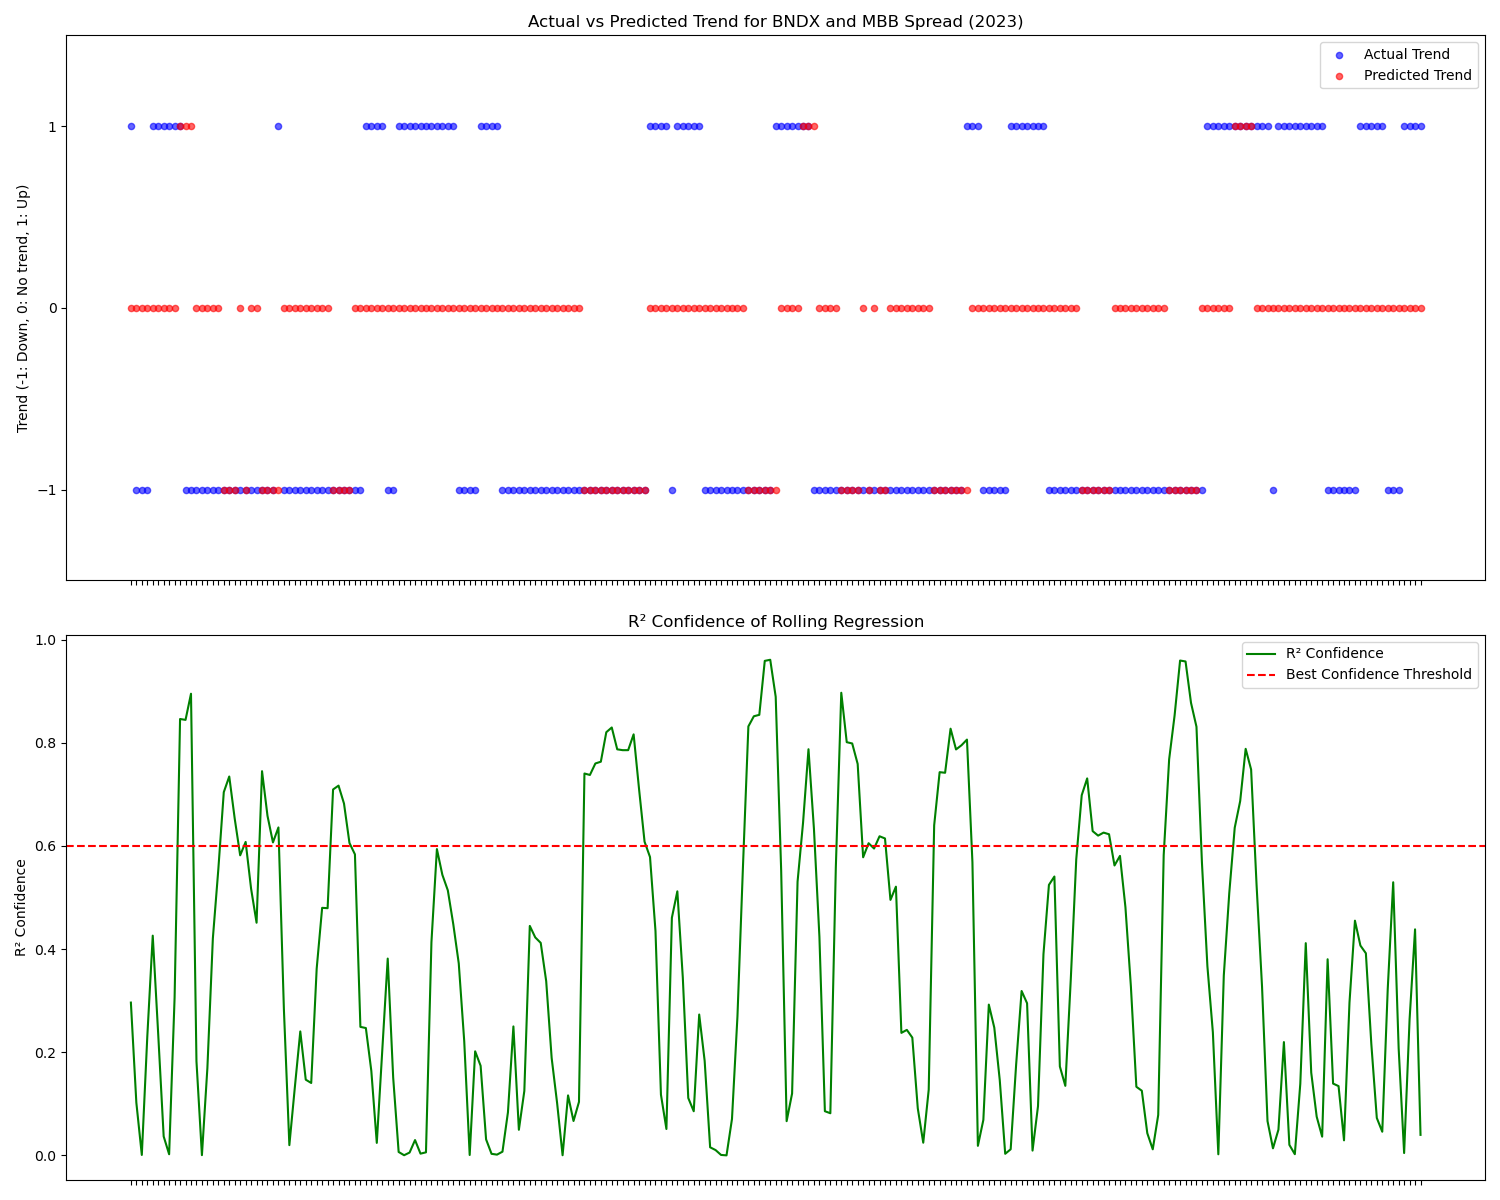 Actual vs Predicted Trend for BNDX and MBB Spread (2023)
Actual Trend
Predicted Trend
Trend (-1: Down, 0: No trend, 1: Up)
1
0
−1
R² Confidence of Rolling Regression
R² Confidence
Best Confidence Threshold
R² Confidence
1.0
0.8
0.6
0.4
0.2
0.0